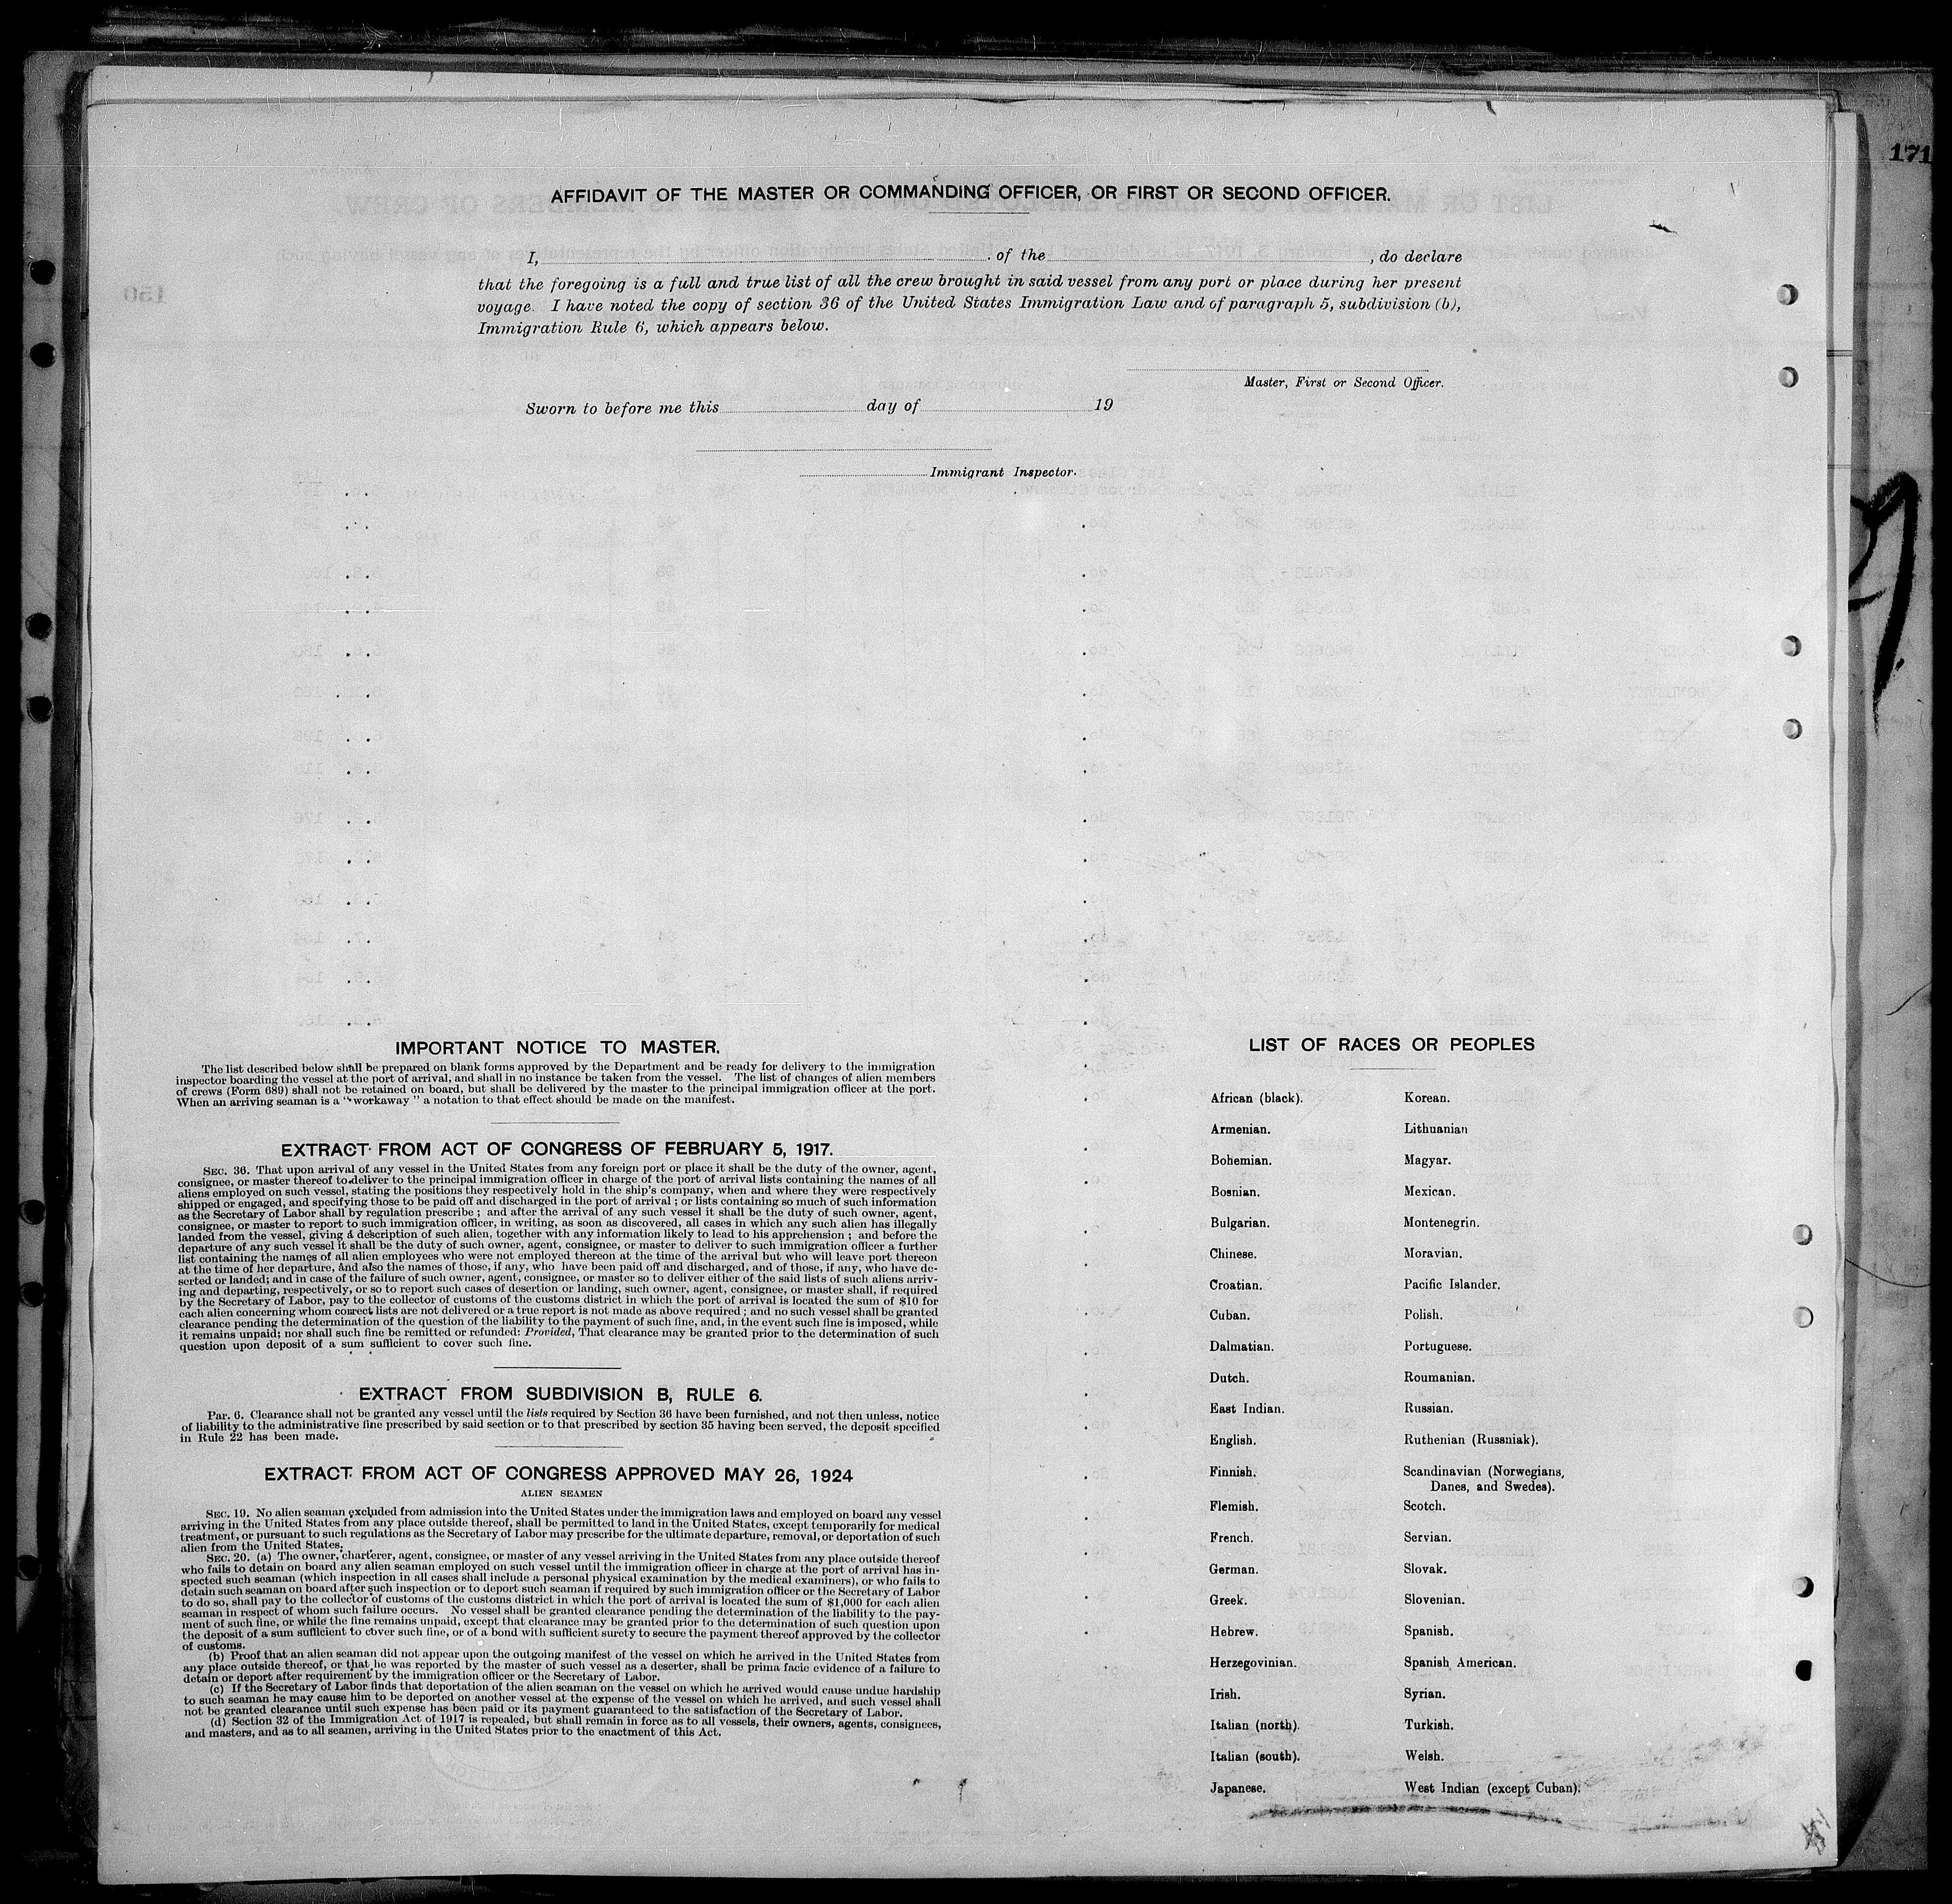 171
AFFIDAVIT OF THE MASTER OR COMMANDING OFFICER, OR FIRST OR SECOND OFFICER.
I, of the , do declare
that the foregoing is a full and true list of all the crew brought in said vessel from any port or place during her present
voyage. I have noted the copy of section 36 of the United States Immigration Law and of paragraph 5, subdivision (b),
Immigration Rule 6, which appears below.
Master, First or Second Officer.
Sworn to before me this day of 19
Immigrant Inspector.
IMPORTANT NOTICE TO MASTER.
The list described below shall be prepared on blank forms approved by the Department and be ready for delivery to the immigration
inspector boarding the vessel at the port of arrival, and shall in no instance be taken from the vessel. The list of changes of alien members
of crews (Form 689) shall not be retained on board, but shall be delivered by the master to the principal immigration officer at the port.
When an arriving seaman is a "workaway" a notation to that effect should be made on the manifest.
EXTRACT FROM ACT OF CONGRESS OF FEBRUARY 5, 1917.
SEC. 36. That upon arrival of any vessel in the United States from any foreign port or place it shall be the duty of the owner, agent,
consignee, or master thereof to deliver to the principal immigration officer in charge of the port of arrival lists containing the names of all
aliens employed on such vessel, stating the positions they respectively hold in the ship's company, when and where they were respectively
shipped or engaged, and specifying those to be paid off and discharged in the port of arrival ; or lists containing so much of such information
as the Secretary of Labor shall by regulation prescribe ; and after the arrival of any such vessel it shall be the duty of such owner, agent,
consignee, or master to report to such immigration officer, in writing, as soon as discovered, all cases in which any such alien has illegally
landed from the vessel, giving a description of such alien, together with any information likely to lead to his apprehension ; and before the
departure of any such vessel it shall be the duty of such owner, agent, consignee, or master to deliver to such immigration officer a further
list containing the names of all alien employees who were not employed thereon at the time of the arrival but who will leave port thereon
at the time of her departure, and also the names of those, if any, who have been paid off and discharged, and of those, if any, who have de-
serted or landed; and in case of the failure of such owner, agent, consignee, or master so to deliver either of the said lists of such aliens arriv-
ing and departing, respectively, or so to report such cases of desertion or landing, such owner, agent, consignee, or master shall, if required
by the Secretary of Labor, pay to the collector of customs of the customs district in which the port of arrival is located the sum of $10 for
each alien concerning whom correct lists are not delivered or a true report is not made as above required ; and no such vessel shall be granted
clearance pending the determination of the question of the liability to the payment of such fine, and, in the event such fine is imposed, while
it remains unpaid; nor shall such fine be remitted or refunded: Provided, That clearance may be granted prior to the determination of such
question upon deposit of a sum sufficient to cover such fine.
EXTRACT FROM SUBDIVISION B, RULE 6.
Par. 6. Clearance shall not be granted any vessel until the lists required by Section 36 have been furnished, and not then unless, notice
of liability to the administrative fine prescribed by said section or to that prescribed by section 35 having been served, the deposit specified
in Rule 22 has been made.
EXTRACT FROM ACT OF CONGRESS APPROVED MAY 26, 1924
ALIEN SEAMEN
SEC. 19. No alien seaman excluded from admission into the United States under the immigration laws and employed on board any vessel
arriving in the United States from any place outside thereof, shall be permitted to land in the United States, except temporarily for medical
treatment, or pursuant to such regulations as the Secretary of Labor may prescribe for the ultimate departure, removal, or deportation of such
alien from the United States.
SEC. 20. (a) The owner, charterer, agent, consignee, or master of any vessel arriving in the United States from any place outside thereof
who fails to detain on board any alien seaman employed on such vessel until the immigration officer in charge at the port of arrival has in-
spected such seaman (which inspection in all cases shall include a personal physical examination by the medical examiners), or who fails to
detain such seaman on board after such inspection or to deport such seaman if required by such immigration officer or the Secretary of Labor
to do so, shall pay to the collector of customs of the customs district in which the port of arrival is located the sum of $1,000 for each alien
seaman in respect of whom such failure occurs. No vessel shall be granted clearance pending the determination of the liability to the pay-
ment of such fine, or while the fine remains unpaid, except that clearance may be granted prior to the determination of such question upon
the deposit of a sum sufficient to cover such fine, or of a bond with sufficient surety to secure the payment thereof approved by the collector
of customs.
(b) Proof that an alien seaman did not appear upon the outgoing manifest of the vessel on which he arrived in the United States from
any place outside thereof, or that he was reported by the master of such vessel as a deserter, shall be prima facie evidence of a failure to
detain or deport after requirement by the immigration officer or the Secretary of Labor.
(c) If the Secretary of Labor finds that deportation of the alien seaman on the vessel on which he arrived would cause undue hardship
to such seaman he may cause him to be deported on another vessel at the expense of the vessel on which he arrived, and such vessel shall
not be granted clearance until such expense has been paid or its payment guaranteed to the satisfaction of the Secretary of Labor.
(d) Section 32 of the Immigration Act of 1917 is repealed, but shall remain in force as to all vessels, their owners, agents, consignees,
and masters, and as to all seamen, arriving in the United States prior to the enactment of this Act.
LIST OF RACES OR PEOPLES
African (black).
Armenian.
Bohemian.
Bosnian.
Bulgarian.
Chinese.
Croatian.
Cuban.
Dalmatian.
Dutch.
East Indian.
English.
Finnish.
Flemish.
French.
German.
Greek.
Hebrew.
Herzegovinian.
Irish.
Italian (north).
Italian (south).
Japanese.
Korean.
Lithuanian
Magyar.
Mexican.
Montenegrin.
Moravian.
Pacific Islander.
Polish.
Portuguese.
Roumanian.
Russian.
Ruthenian (Russniak).
Scandinavian (Norwegians,
Danes, and Swedes).
Scotch.
Servian.
Slovak.
Slovenian.
Spanish.
Spanish American.
Syrian.
Turkish.
Welsh.
West Indian (except Cuban).